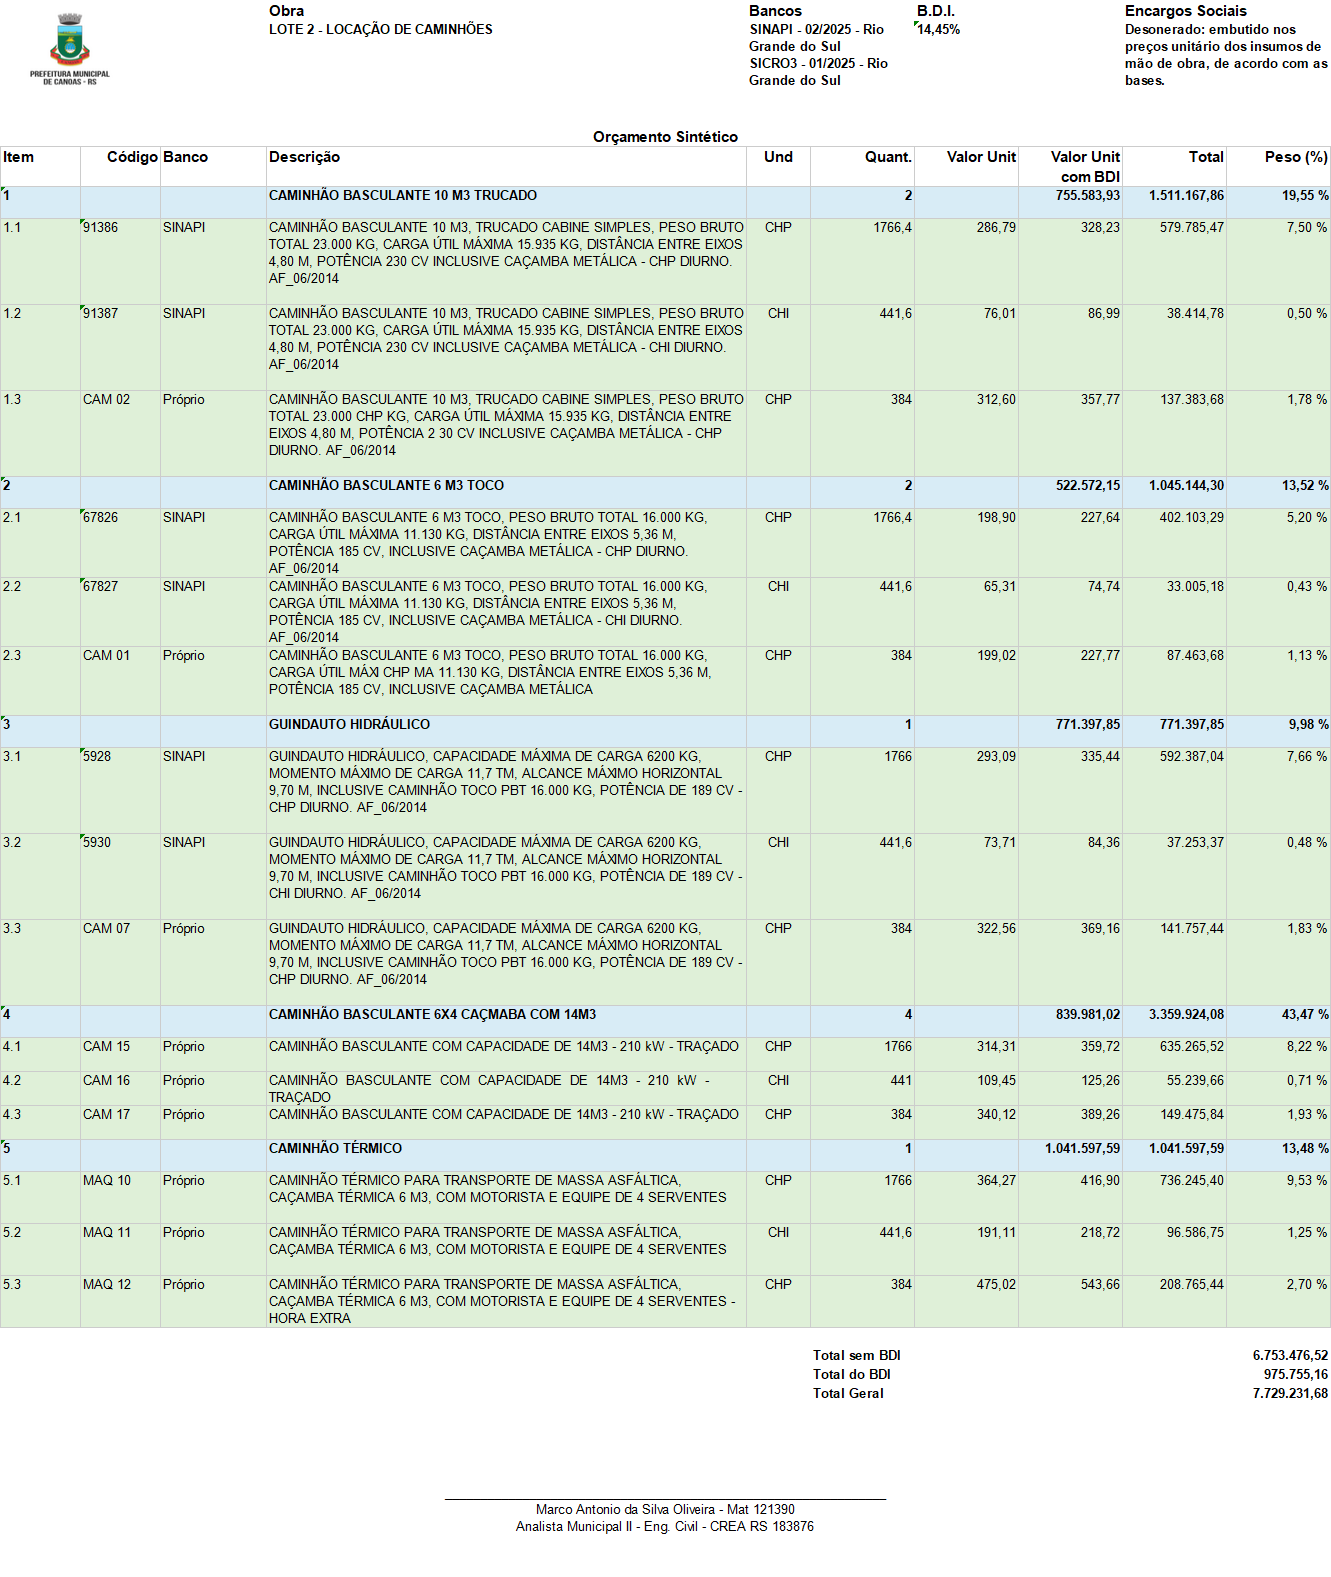 PREFEITURA MUNICIPAL
DE CANOAS - RS
Obra
LOTE 2 - LOCAÇÃO DE CAMINHÕES
Bancos
SINAPI - 02/2025 - Rio
Grande do Sul
SICRO3 - 01/2025 - Rio
Grande do Sul
B.D.I.
14,45%
Encargos Sociais
Desonerado: embutido nos
preços unitário dos insumos de
mão de obra, de acordo com as
bases.
Orçamento Sintético
Item Código Banco Descrição Und Quant. Valor Unit Valor Unit Total Peso (%)
com BDI
1 CAMINHÃO BASCULANTE 10 M3 TRUCADO 2 755.583,93 1.511.167,86 19,55 %
1.1 91386 SINAPI CAMINHÃO BASCULANTE 10 M3, TRUCADO CABINE SIMPLES, PESO BRUTO CHP 1766,4 286,79 328,23 579.785,47 7,50 %
TOTAL 23.000 KG, CARGA ÚTIL MÁXIMA 15.935 KG, DISTÂNCIA ENTRE EIXOS
4,80 M, POTÊNCIA 230 CV INCLUSIVE CAÇAMBA METÁLICA - CHP DIURNO.
AF_06/2014
1.2 91387 SINAPI CAMINHÃO BASCULANTE 10 M3, TRUCADO CABINE SIMPLES, PESO BRUTO CHI 441,6 76,01 86,99 38.414,78 0,50 %
TOTAL 23.000 KG, CARGA ÚTIL MÁXIMA 15.935 KG, DISTÂNCIA ENTRE EIXOS
4,80 M, POTÊNCIA 230 CV INCLUSIVE CAÇAMBA METÁLICA - CHI DIURNO.
AF_06/2014
1.3 CAM 02 Próprio CAMINHÃO BASCULANTE 10 M3, TRUCADO CABINE SIMPLES, PESO BRUTO CHP 384 312,60 357,77 137.383,68 1,78 %
TOTAL 23.000 CHP KG, CARGA ÚTIL MÁXIMA 15.935 KG, DISTÂNCIA ENTRE
EIXOS 4,80 M, POTÊNCIA 2 30 CV INCLUSIVE CAÇAMBA METÁLICA - CHP
DIURNO. AF_06/2014
2 CAMINHÃO BASCULANTE 6 M3 TOCO 2 522.572,15 1.045.144,30 13,52 %
2.1 67826 SINAPI CAMINHÃO BASCULANTE 6 M3 TOCO, PESO BRUTO TOTAL 16.000 KG, CHP 1766,4 198,90 227,64 402.103,29 5,20 %
CARGA ÚTIL MÁXIMA 11.130 KG, DISTÂNCIA ENTRE EIXOS 5,36 M,
POTÊNCIA 185 CV, INCLUSIVE CAÇAMBA METÁLICA - CHP DIURNO.
AF_06/2014
2.2 67827 SINAPI CAMINHÃO BASCULANTE 6 M3 TOCO, PESO BRUTO TOTAL 16.000 KG, CHI 441,6 65,31 74,74 33.005,18 0,43 %
CARGA ÚTIL MÁXIMA 11.130 KG, DISTÂNCIA ENTRE EIXOS 5,36 M,
POTÊNCIA 185 CV, INCLUSIVE CAÇAMBA METÁLICA - CHI DIURNO.
AF_06/2014
2.3 CAM 01 Próprio CAMINHÃO BASCULANTE 6 M3 TOCO, PESO BRUTO TOTAL 16.000 KG, CHP 384 199,02 227,77 87.463,68 1,13 %
CARGA ÚTIL MÁXI CHP MA 11.130 KG, DISTÂNCIA ENTRE EIXOS 5,36 M,
POTÊNCIA 185 CV, INCLUSIVE CAÇAMBA METÁLICA
3 GUINDAUTO HIDRÁULICO 1 771.397,85 771.397,85 9,98 %
3.1 5928 SINAPI GUINDAUTO HIDRÁULICO, CAPACIDADE MÁXIMA DE CARGA 6200 KG, CHP 1766 293,09 335,44 592.387,04 7,66 %
MOMENTO MÁXIMO DE CARGA 11,7 TM, ALCANCE MÁXIMO HORIZONTAL
9,70 M, INCLUSIVE CAMINHÃO TOCO PBT 16.000 KG, POTÊNCIA DE 189 CV -
CHP DIURNO. AF_06/2014
3.2 5930 SINAPI GUINDAUTO HIDRÁULICO, CAPACIDADE MÁXIMA DE CARGA 6200 KG, CHI 441,6 73,71 84,36 37.253,37 0,48 %
MOMENTO MÁXIMO DE CARGA 11,7 TM, ALCANCE MÁXIMO HORIZONTAL
9,70 M, INCLUSIVE CAMINHÃO TOCO PBT 16.000 KG, POTÊNCIA DE 189 CV -
CHI DIURNO. AF_06/2014
3.3 CAM 07 Próprio GUINDAUTO HIDRÁULICO, CAPACIDADE MÁXIMA DE CARGA 6200 KG, CHP 384 322,56 369,16 141.757,44 1,83 %
MOMENTO MÁXIMO DE CARGA 11,7 TM, ALCANCE MÁXIMO HORIZONTAL
9,70 M, INCLUSIVE CAMINHÃO TOCO PBT 16.000 KG, POTÊNCIA DE 189 CV -
CHP DIURNO. AF_06/2014
4 CAMINHÃO BASCULANTE 6X4 CAÇMABA COM 14M3 4 839.981,02 3.359.924,08 43,47 %
4.1 CAM 15 Próprio CAMINHÃO BASCULANTE COM CAPACIDADE DE 14M3 - 210 kW - TRAÇADO CHP 1766 314,31 359,72 635.265,52 8,22 %
4.2 CAM 16 Próprio CAMINHÃO BASCULANTE COM CAPACIDADE DE 14M3 - 210 kW - CHI 441 109,45 125,26 55.239,66 0,71 %
TRAÇADO
4.3 CAM 17 Próprio CAMINHÃO BASCULANTE COM CAPACIDADE DE 14M3 - 210 kW - TRAÇADO CHP 384 340,12 389,26 149.475,84 1,93 %
5 CAMINHÃO TÉRMICO 1 1.041.597,59 1.041.597,59 13,48 %
5.1 MAQ 10 Próprio CAMINHÃO TÉRMICO PARA TRANSPORTE DE MASSA ASFÁLTICA, CHP 1766 364,27 416,90 736.245,40 9,53 %
CAÇAMBA TÉRMICA 6 M3, COM MOTORISTA E EQUIPE DE 4 SERVENTES
5.2 MAQ 11 Próprio CAMINHÃO TÉRMICO PARA TRANSPORTE DE MASSA ASFÁLTICA, CHI 441,6 191,11 218,72 96.586,75 1,25 %
CAÇAMBA TÉRMICA 6 M3, COM MOTORISTA E EQUIPE DE 4 SERVENTES
5.3 MAQ 12 Próprio CAMINHÃO TÉRMICO PARA TRANSPORTE DE MASSA ASFÁLTICA, CHP 384 475,02 543,66 208.765,44 2,70 %
CAÇAMBA TÉRMICA 6 M3, COM MOTORISTA E EQUIPE DE 4 SERVENTES -
HORA EXTRA
Total sem BDI 6.753.476,52
Total do BDI 975.755,16
Total Geral 7.729.231,68
Marco Antonio da Silva Oliveira - Mat 121390
Analista Municipal II - Eng. Civil - CREA RS 183876